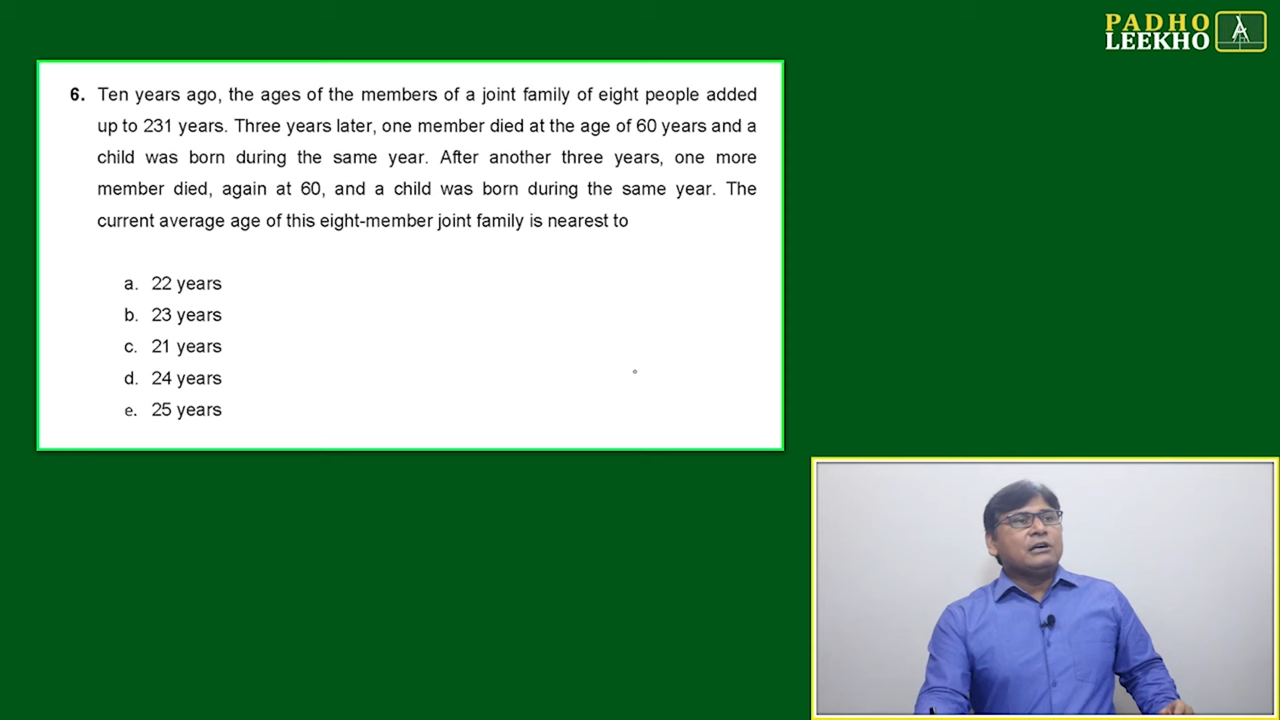 PADHO
LEEKHO
6. Ten years ago, the ages of the members of a joint family of eight people added
up to 231 years. Three years later, one member died at the age of 60 years and a
child was born during the same year. After another three years, one more
member died, again at 60, and a child was born during the same year. The
current average age of this eight-member joint family is nearest to
a. 22 years
b. 23 years
c. 21 years
d. 24 years
e. 25 years